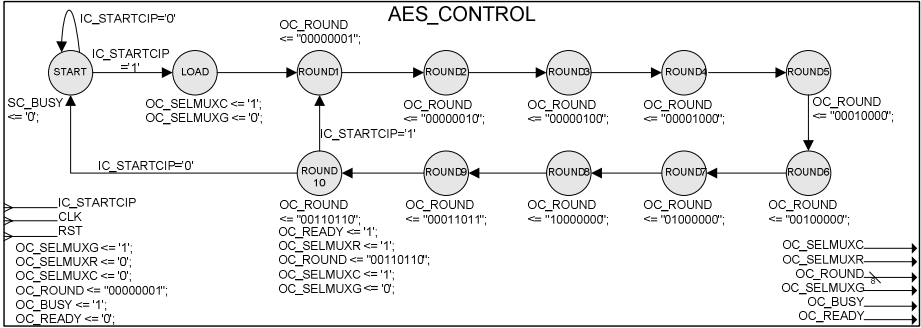 AES_CONTROL
IC_STARTCIP='0'
IC_STARTCIP
='1'
OC_ROUND
<= "00000001";
START
LOAD
ROUND1
ROUND2
ROUND3
ROUND4
ROUND5
SC_BUSY
<= '0';
OC_SELMUXC <= '1';
OC_SELMUXG <= '0';
OC_ROUND
<= "00000010";
OC_ROUND
<= "00000100";
OC_ROUND
<= "00001000";
OC_ROUND
<= "00010000";
IC_STARTCIP='1'
IC_STARTCIP='0'
ROUND
10
ROUND9
ROUND8
ROUND7
ROUND6
OC_ROUND
<= "00110110";
OC_READY <= '1';
OC_SELMUXR <= '1';
OC_ROUND <= "00110110";
OC_SELMUXC <= '1';
OC_SELMUXG <= '0';
OC_ROUND
<= "00011011";
OC_ROUND
<= "10000000";
OC_ROUND
<= "01000000";
OC_ROUND
<= "00100000";
IC_STARTCIP
CLK
RST
OC_SELMUXG <= '1';
OC_SELMUXR <= '0';
OC_SELMUXC <= '0';
OC_ROUND <= "00000001";
OC_BUSY <= '1';
OC_READY <= '0';
OC_SELMUXC
OC_SELMUXR
OC_ROUND
8
OC_SELMUXG
OC_BUSY
OC_READY